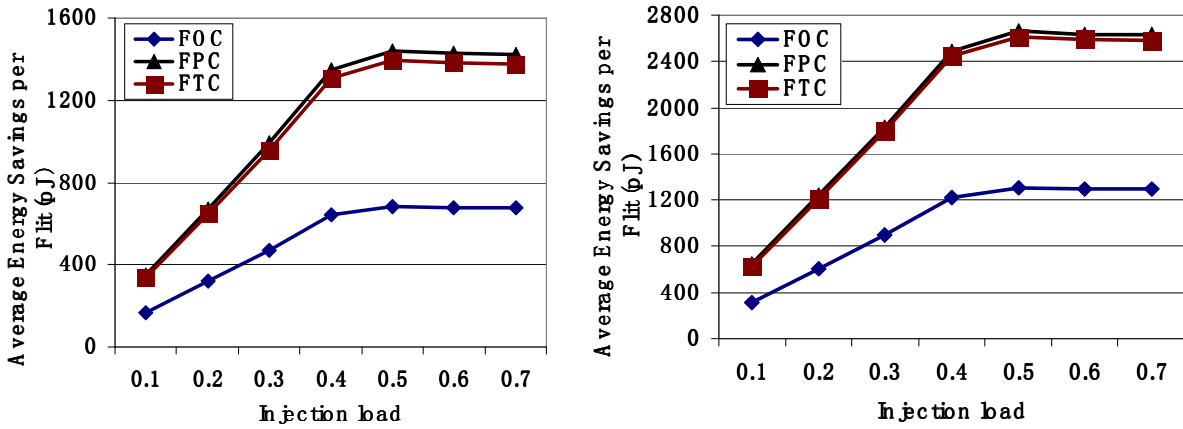 Average Energy Savings per
Flit (pJ)
1600
1200
800
400
0
FOC
FPC
FTC
0.1 0.2 0.3 0.4 0.5 0.6 0.7
Injection load
Average Energy Savings per
Flit (pJ)
2800
2400
2000
1600
1200
800
400
0
FOC
FPC
FTC
0.1 0.2 0.3 0.4 0.5 0.6 0.7
Injection load